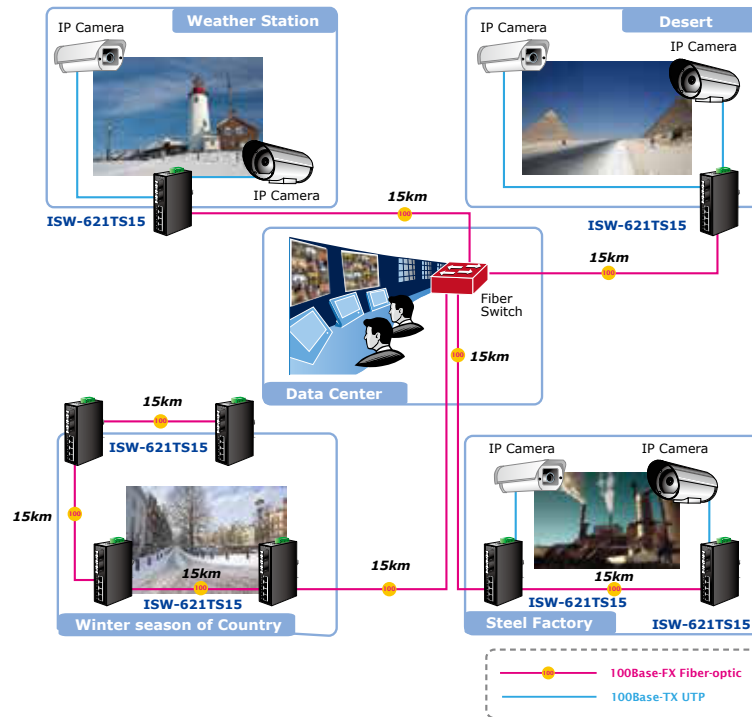 Weather Station
IP Camera
IP Camera
ISW-621TS15
Desert
IP Camera
IP Camera
ISW-621TS15
15km
100
15km
100
Fiber
Switch
100
15km
Data Center
15km
100
ISW-621TS15
15km
100
15km
100
ISW-621TS15
15km
100
Winter season of Country
IP Camera
IP Camera
15km
100
ISW-621TS15
ISW-621TS15
Steel Factory
100
100Base-FX Fiber-optic
100Base-TX UTP